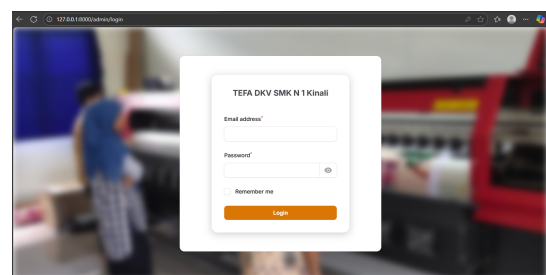 127.0.0.1:8000/admin/login
TEFA DKV SMK N 1 Kinali
Email address*
Password*
Remember me
Login